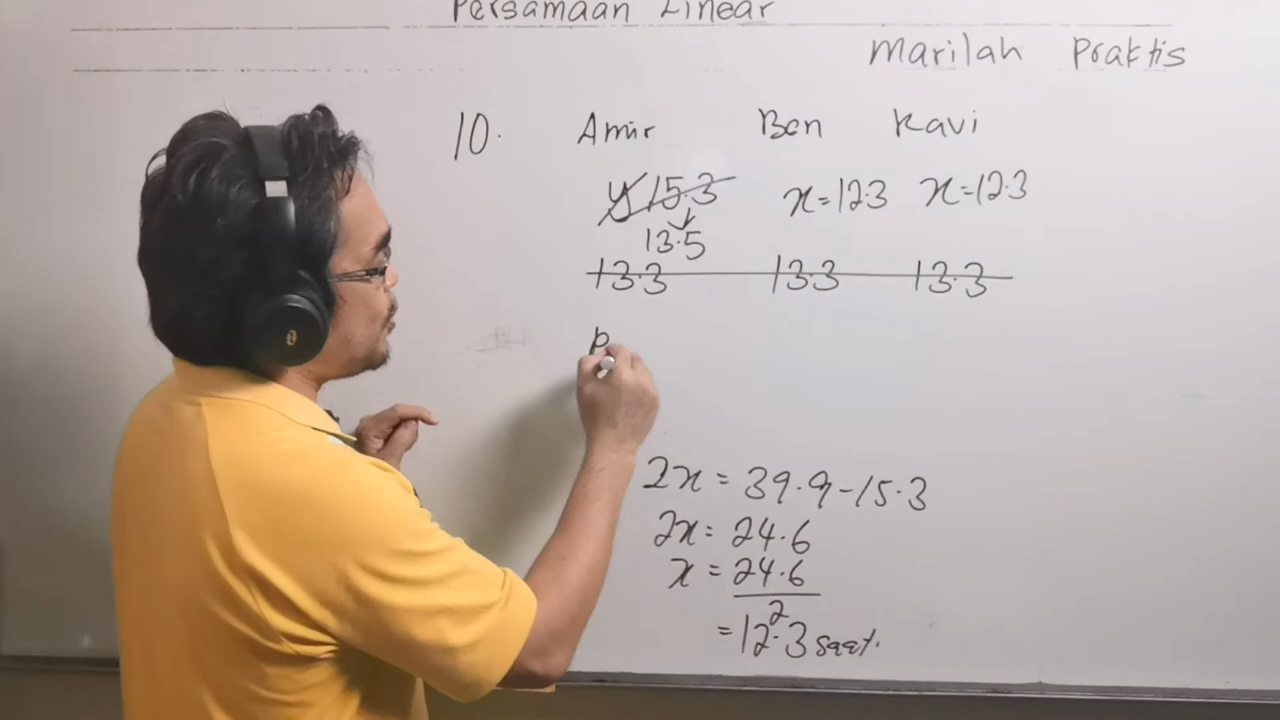 Persamaan Linear
Marilah Praktis
10. Amir Ben Kavi
y 15.3 x=12.3 x=12.3
13.5
13.3 13.3 13.3
p
2x = 39.9-15.3
2x = 24.6
x = 24.6
2
=12.3 saat.